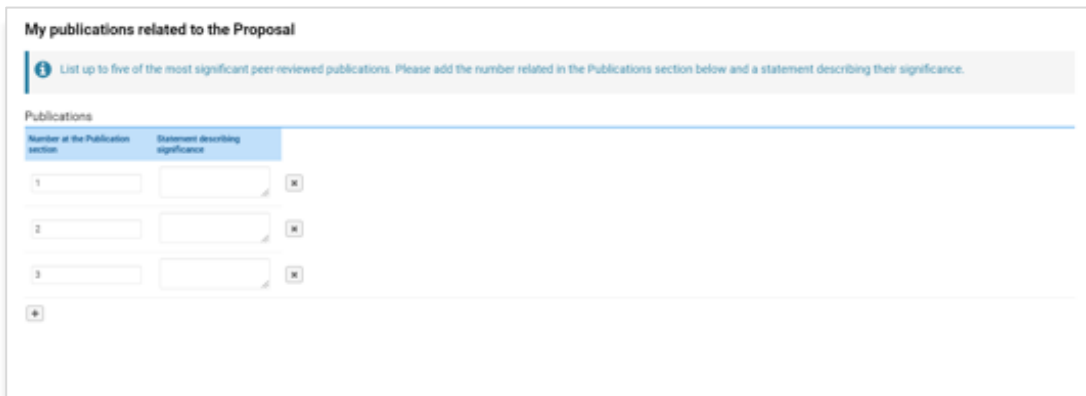 My publications related to the Proposal
List up to five of the most significant peer-reviewed publications. Please add the number related in the Publications section below and a statement describing their significance.
Publications
Number at the Publication section
Statement describing significance
1
2
3